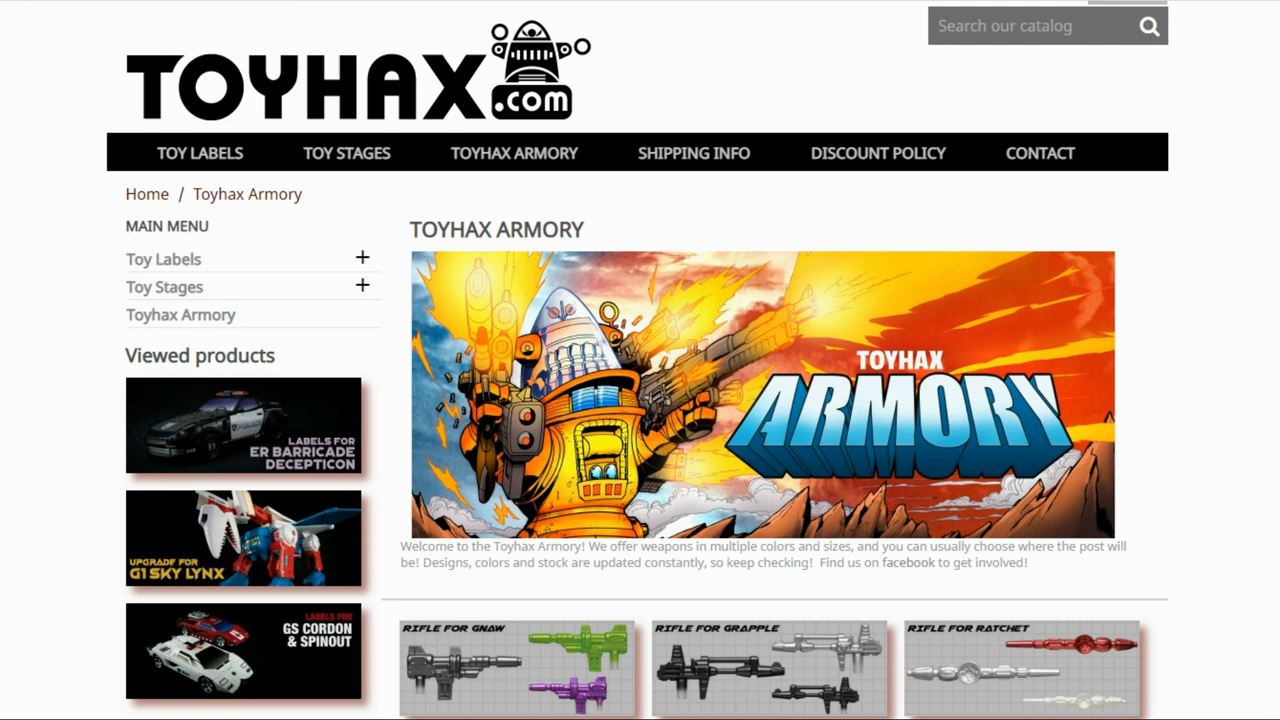 Search our catalog
TOYHAX
.com
TOY LABELS TOY STAGES TOYHAX ARMORY SHIPPING INFO DISCOUNT POLICY CONTACT
Home / Toyhax Armory
MAIN MENU
Toy Labels +
Toy Stages +
Toyhax Armory
Viewed products
LABELS FOR
ER BARRICADE
DECEPTICON
UPGRADE FOR
G1 SKY LYNX
LABELS FOR
GS CORDON
& SPINOUT
TOYHAX ARMORY
TOYHAX
ARMORY
Welcome to the Toyhax Armory! We offer weapons in multiple colors and sizes, and you can usually choose where the post will
be! Designs, colors and stock are updated constantly, so keep checking! Find us on facebook to get involved!
RIFLE FOR GNAW
RIFLE FOR GRAPPLE
RIFLE FOR RATCHET